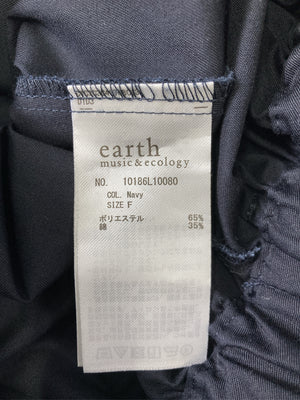 earth
music&ecology
NO. 10186L10080
COL. Navy
SIZE F
ポリエステル 65%
綿 35%